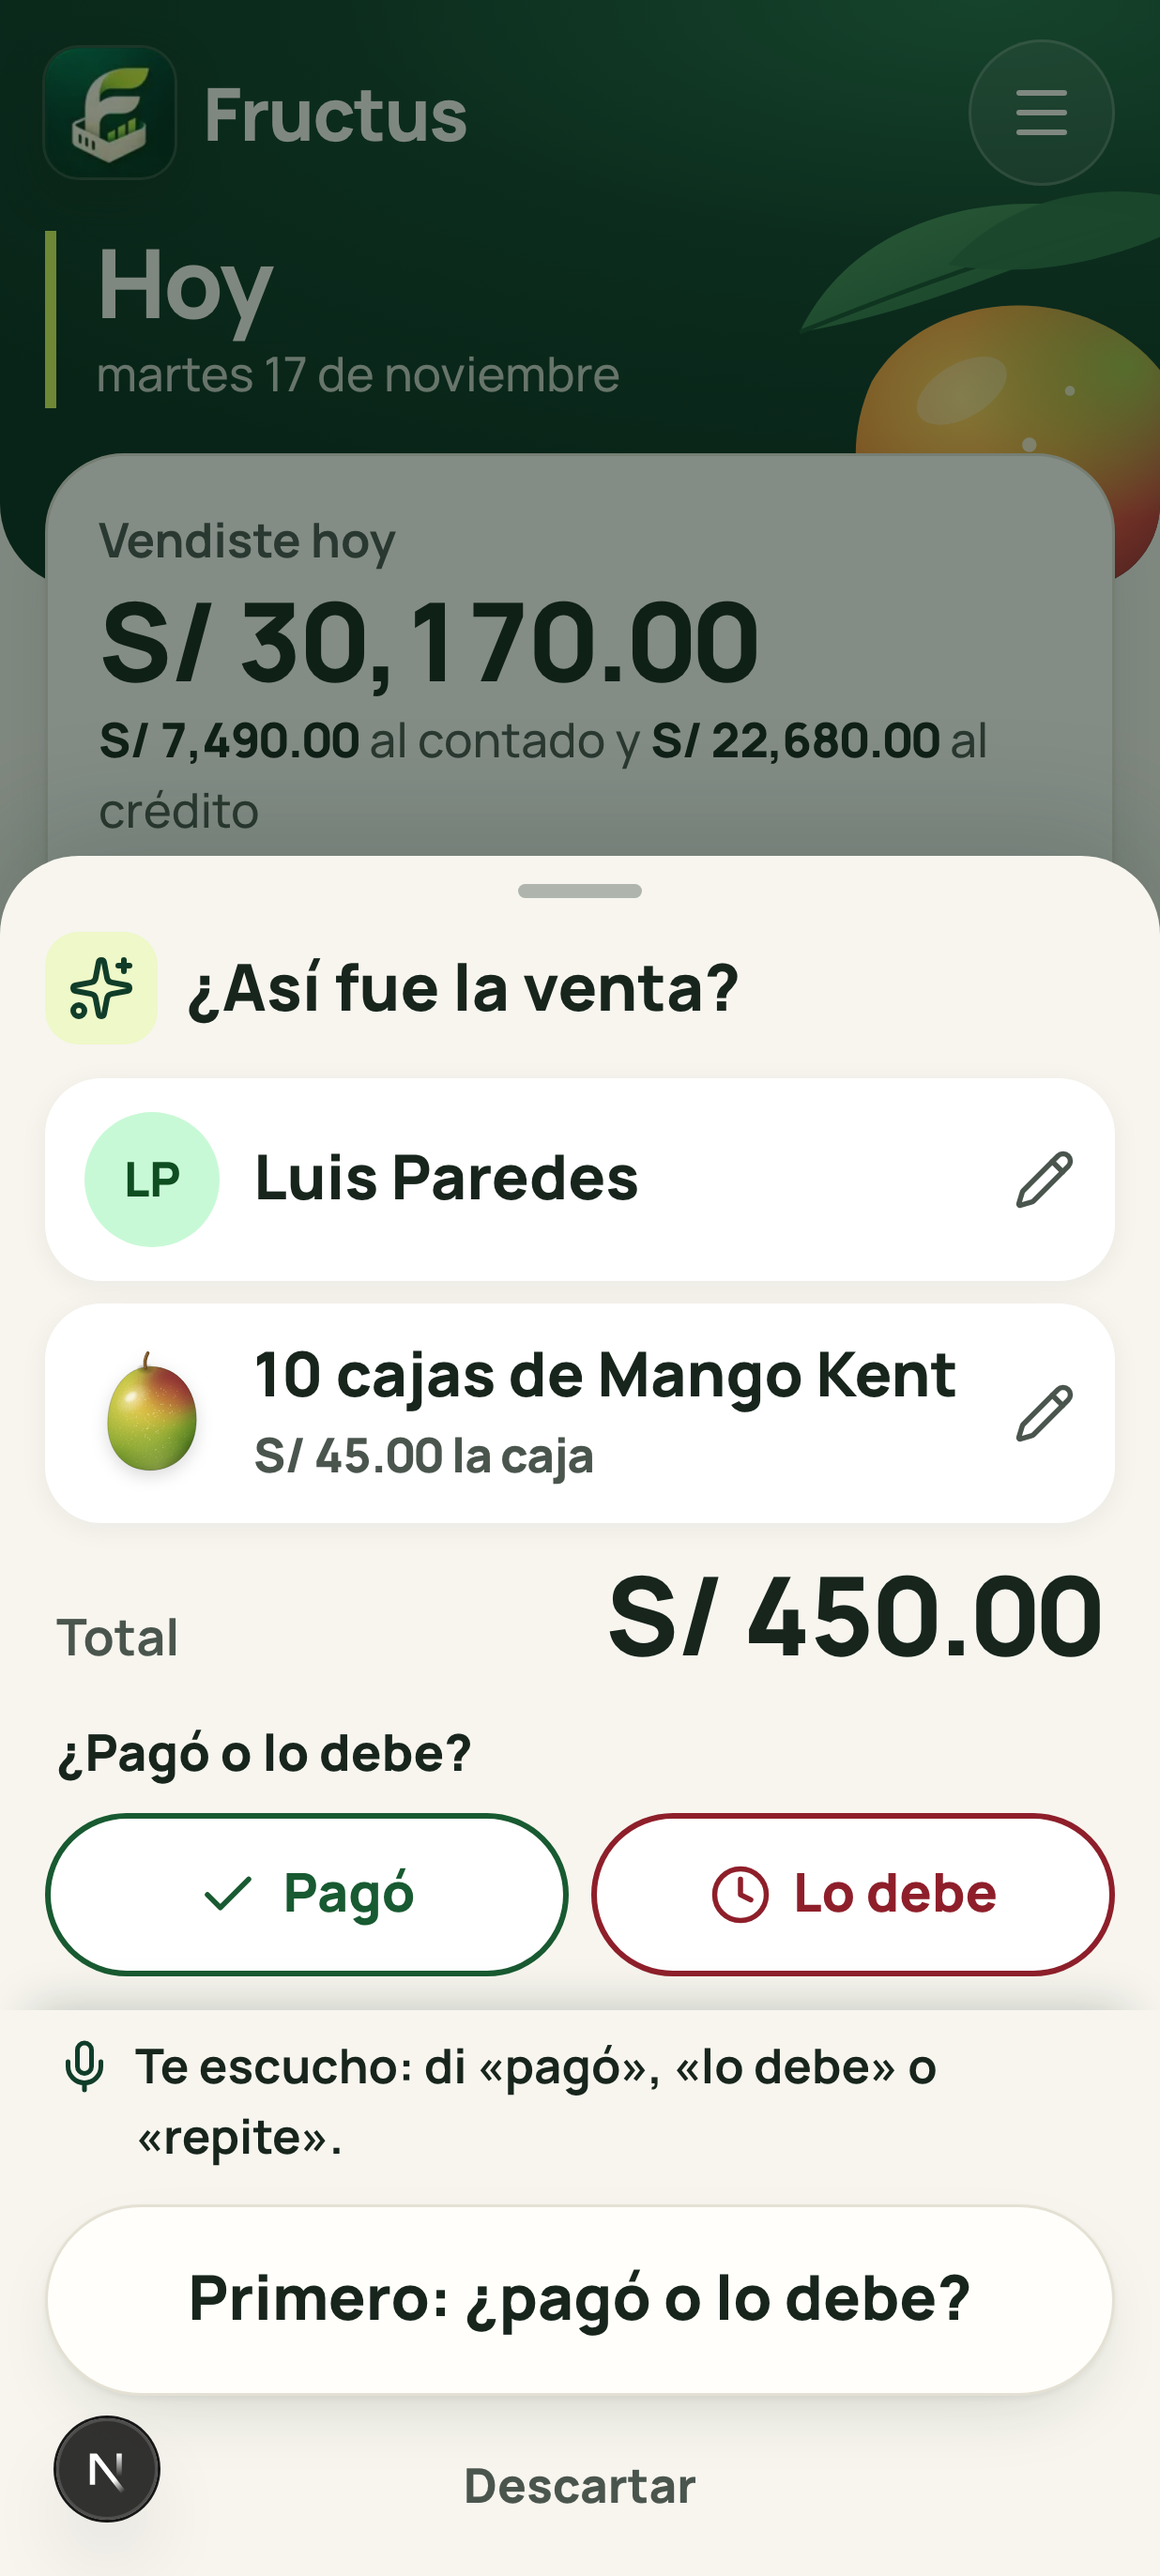 Fructus
Hoy
martes 17 de noviembre
Vendiste hoy
S/ 30,170.00
S/ 7,490.00 al contado y S/ 22,680.00 al
crédito
¿Así fue la venta?
LP
Luis Paredes
10 cajas de Mango Kent
S/ 45.00 la caja
Total
S/ 450.00
¿Pagó o lo debe?
Pagó
Lo debe
Te escucho: di «pagó», «lo debe» o
«repite».
Primero: ¿pagó o lo debe?
N
Descartar